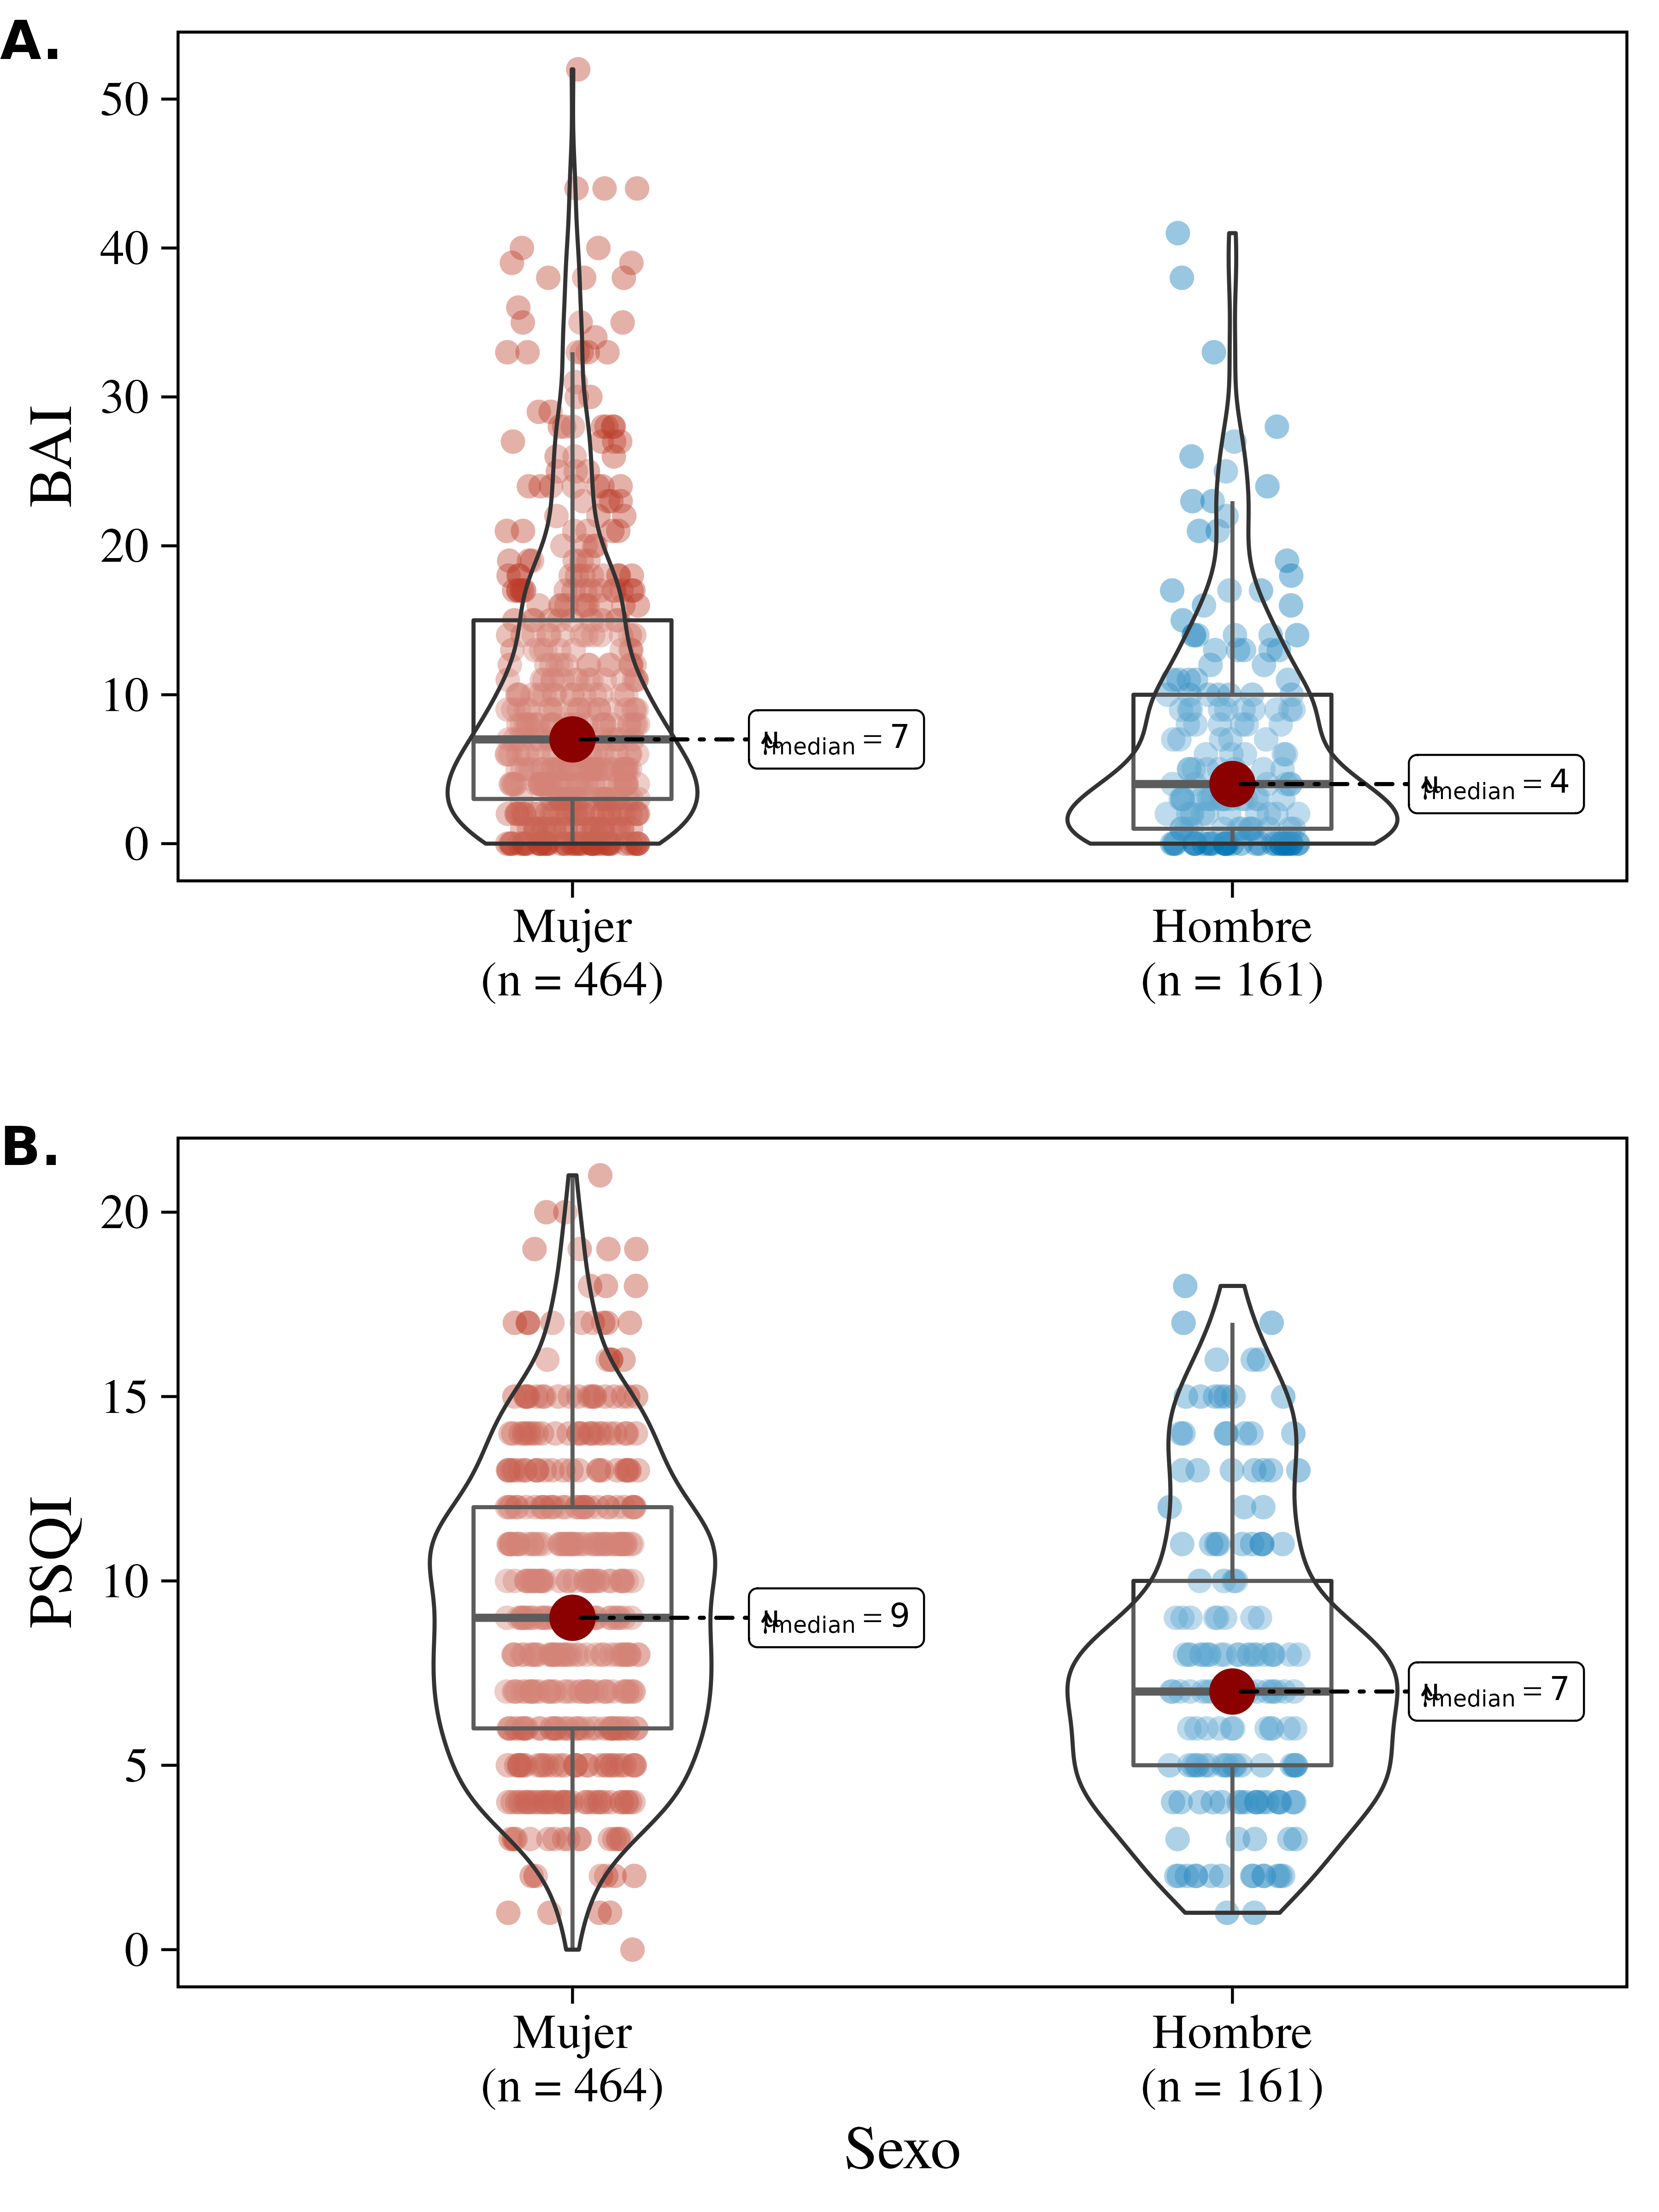 A.
50
40
30
20
10
0
BAI
μ̂median = 7
μ̂median = 4
Mujer
(n = 464)
Hombre
(n = 161)
B.
20
15
10
5
0
PSQI
μ̂median = 9
μ̂median = 7
Mujer
(n = 464)
Hombre
(n = 161)
Sexo